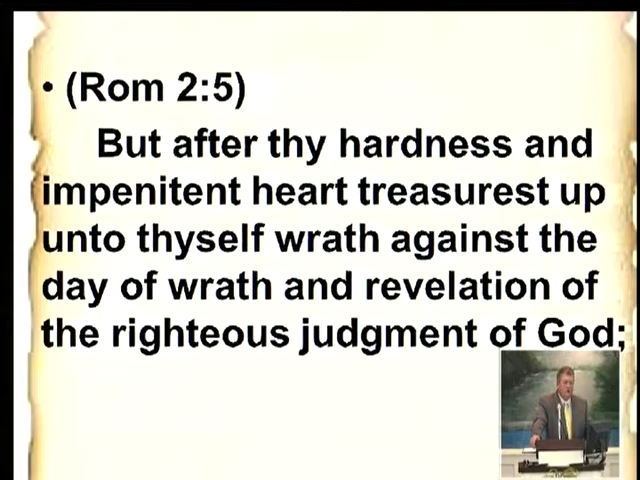 • (Rom 2:5)
But after thy hardness and
impenitent heart treasurest up
unto thyself wrath against the
day of wrath and revelation of
the righteous judgment of God;